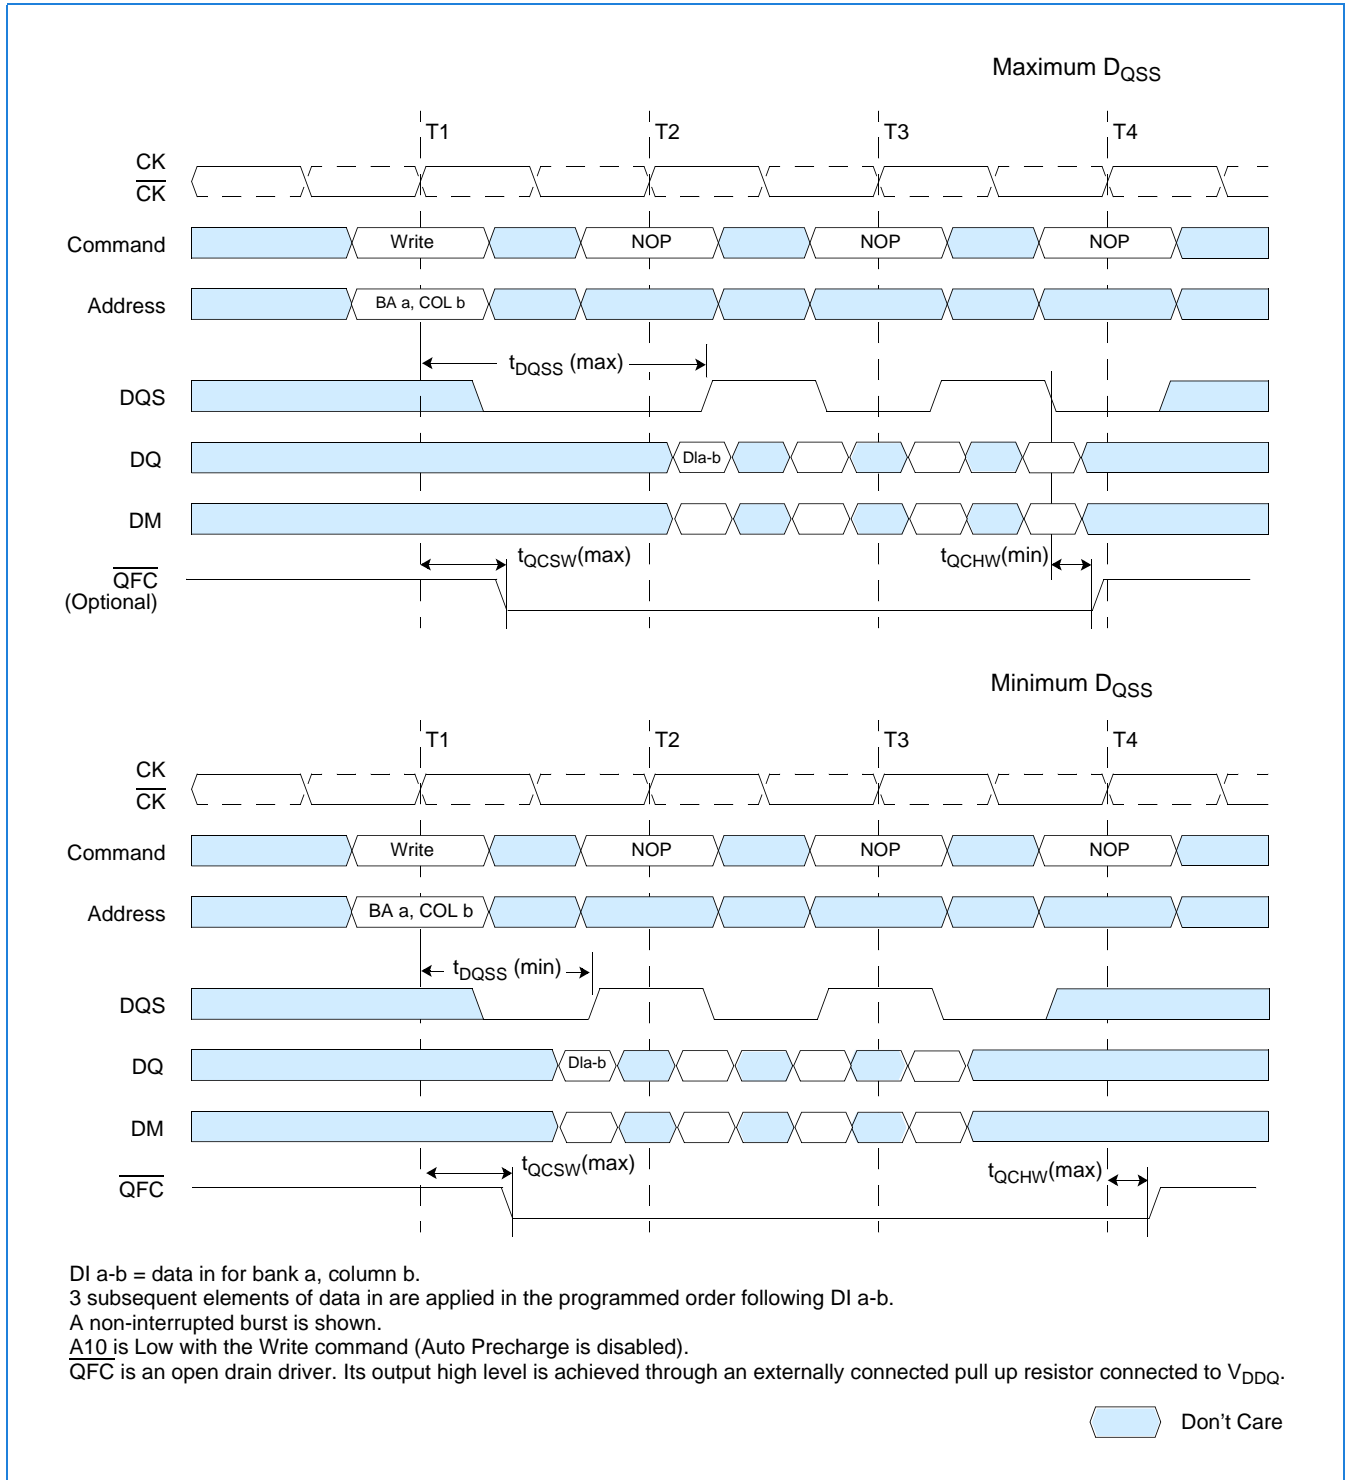 Maximum DQSS
T1 T2 T3 T4
CK
CK
Command Write NOP NOP NOP
Address BA a, COL b
tDQSS (max)
DQS
DQ DIa-b
DM
tQCSW(max) tQCHW(min)
QFC
(Optional)
Minimum DQSS
T1 T2 T3 T4
CK
CK
Command Write NOP NOP NOP
Address BA a, COL b
tDQSS (min)
DQS
DQ DIa-b
DM
tQCSW(max) tQCHW(max)
QFC
DI a-b = data in for bank a, column b.
3 subsequent elements of data in are applied in the programmed order following DI a-b.
A non-interrupted burst is shown.
A10 is Low with the Write command (Auto Precharge is disabled).
QFC is an open drain driver. Its output high level is achieved through an externally connected pull up resistor connected to VDDQ.
Don't Care